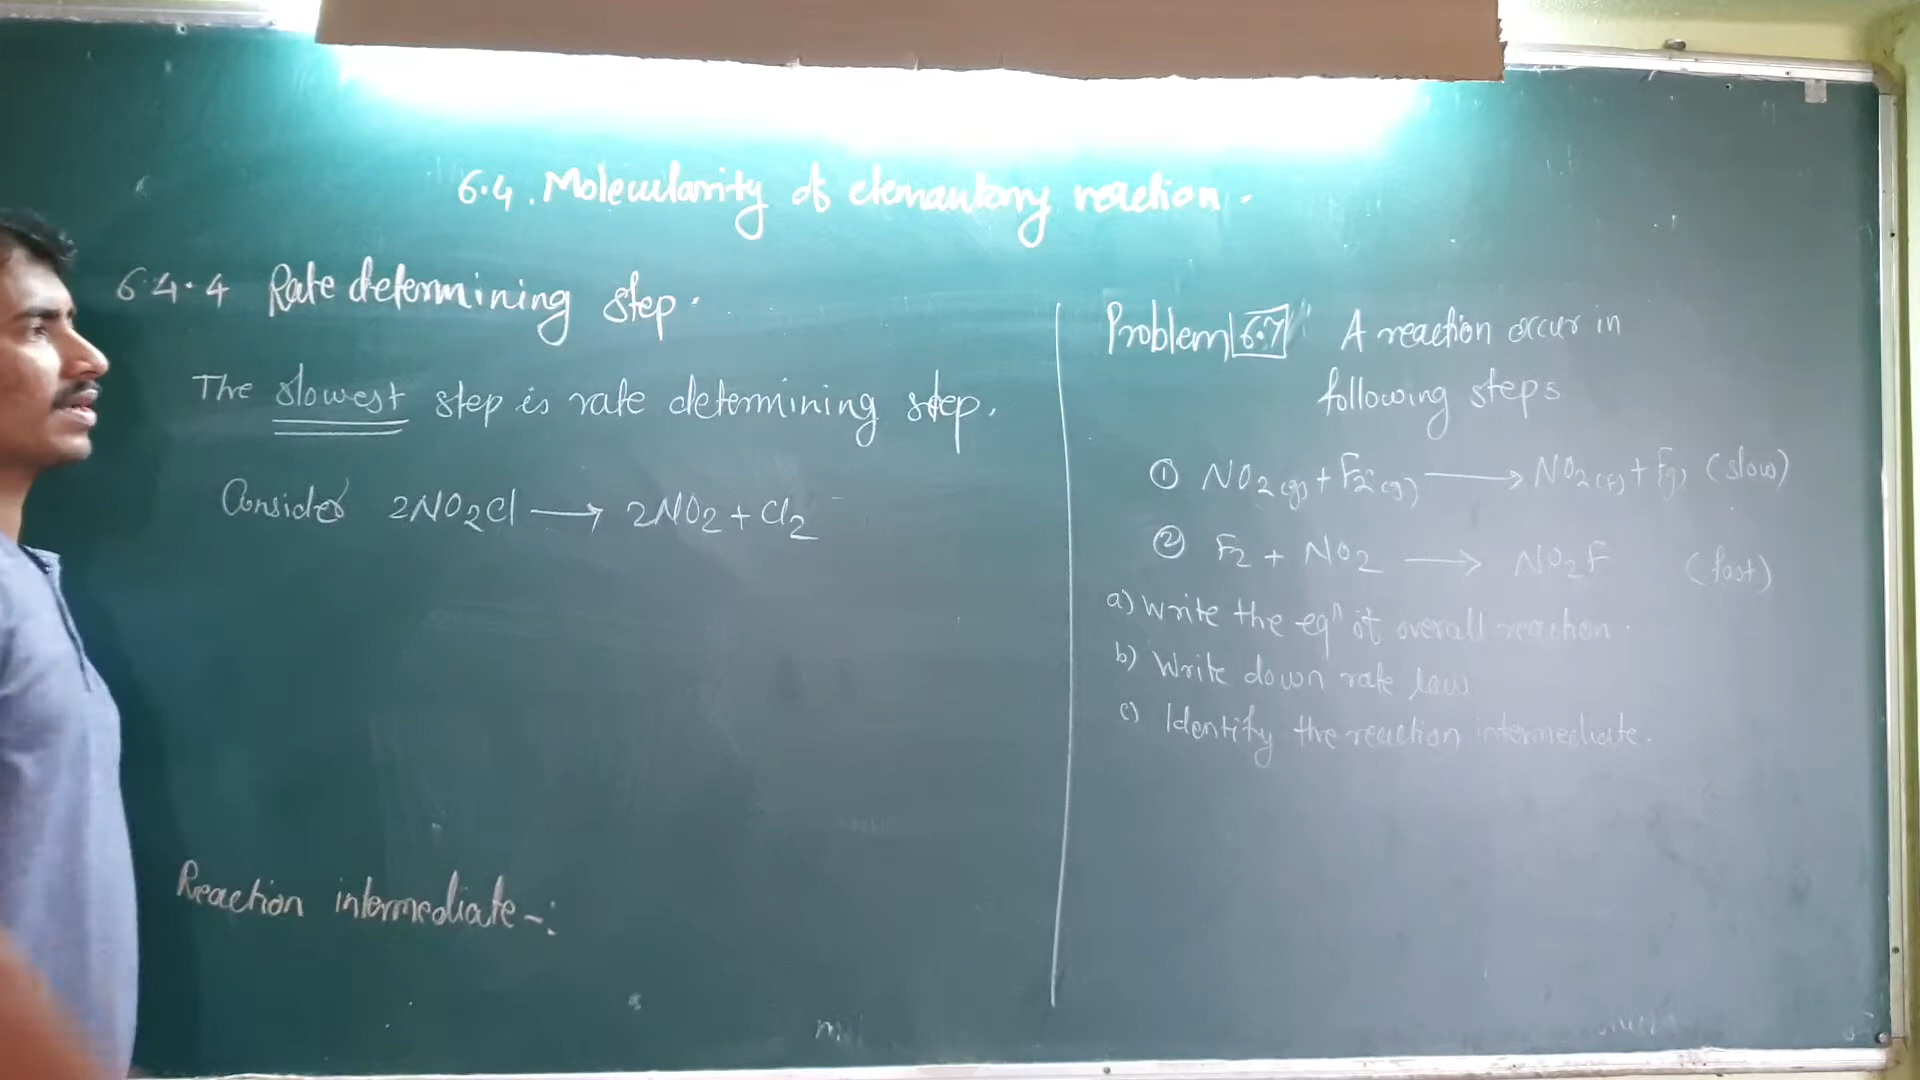 6.4. Molecularity of elemantary reaction.
6.4.4 Rate determining step.
The slowest step is rate determining step.
Consider 2NO2Cl ⟶ 2NO2 + Cl2
Reaction intermediate-:
Problem 6.7 A reaction occur in
following steps
① NO2(g) + F2(g) ⟶ NO2 + F(g) (slow)
② F2 + NO2 ⟶ NO2F (fast)
a) Write the eqn of overall reaction.
b) Write down rate law
c) Identify the reaction intermediate.